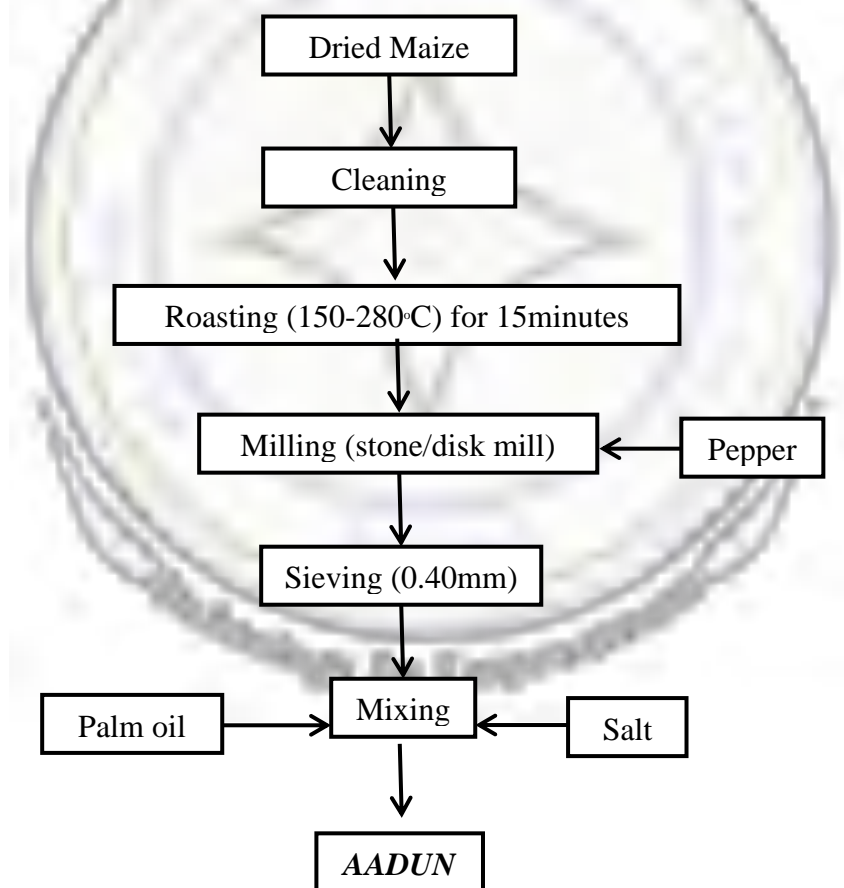 Dried Maize
Cleaning
Roasting (150-280°C) for 15minutes
Milling (stone/disk mill)
Pepper
Sieving (0.40mm)
Palm oil
Mixing
Salt
AADUN